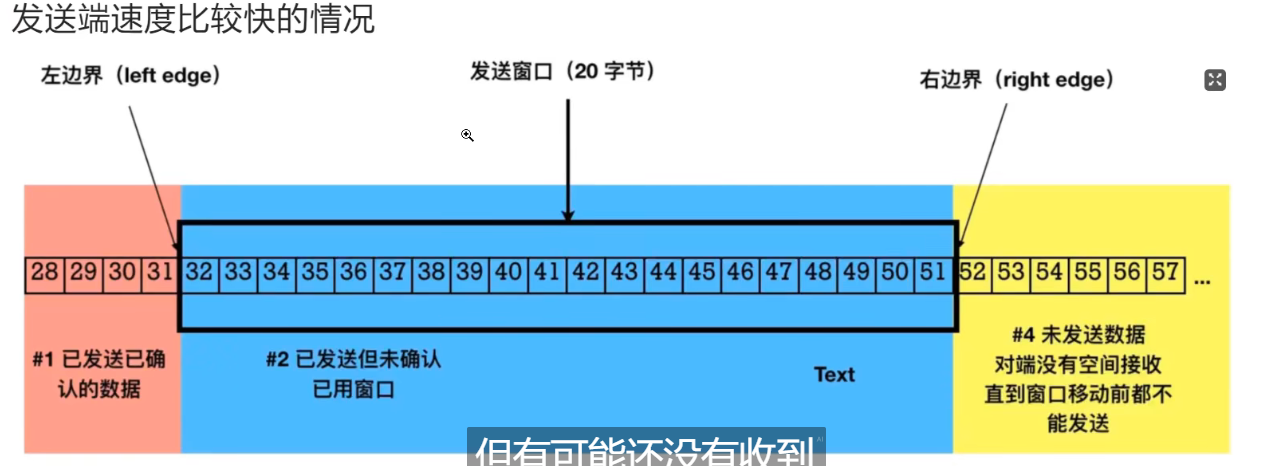 发送端速度比较快的情况
左边界（left edge）
发送窗口（20 字节）
右边界（right edge）
28 29 30 31 32 33 34 35 36 37 38 39 40 41 42 43 44 45 46 47 48 49 50 51 52 53 54 55 56 57 ...
#1 已发送已确
认的数据
#2 已发送但未确认
已用窗口
Text
#4 未发送数据
对端没有空间接收
直到窗口移动前都不
能发送
但有可能还没有收到
AI